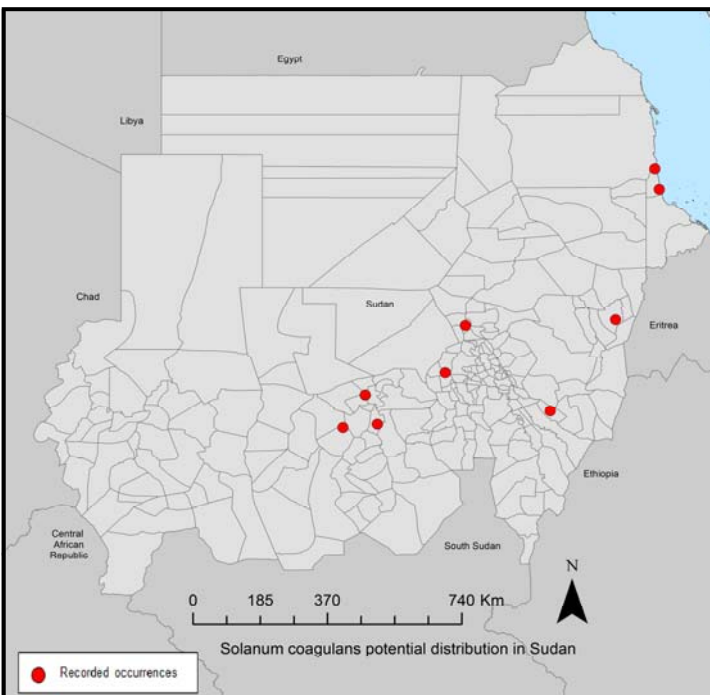 Egypt
Libya
Chad
Sudan
Eritrea
Ethiopia
Central
African
Republic
South Sudan
N
0 185 370 740 Km
Solanum coagulans potential distribution in Sudan
Recorded occurrences